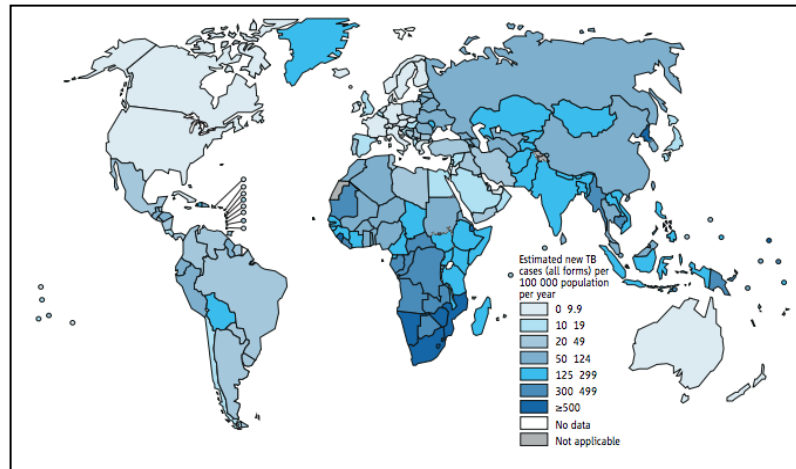 Estimated new TB
cases (all forms) per
100 000 population
per year
0 9.9
10 19
20 49
50 124
125 299
300 499
≥500
No data
Not applicable